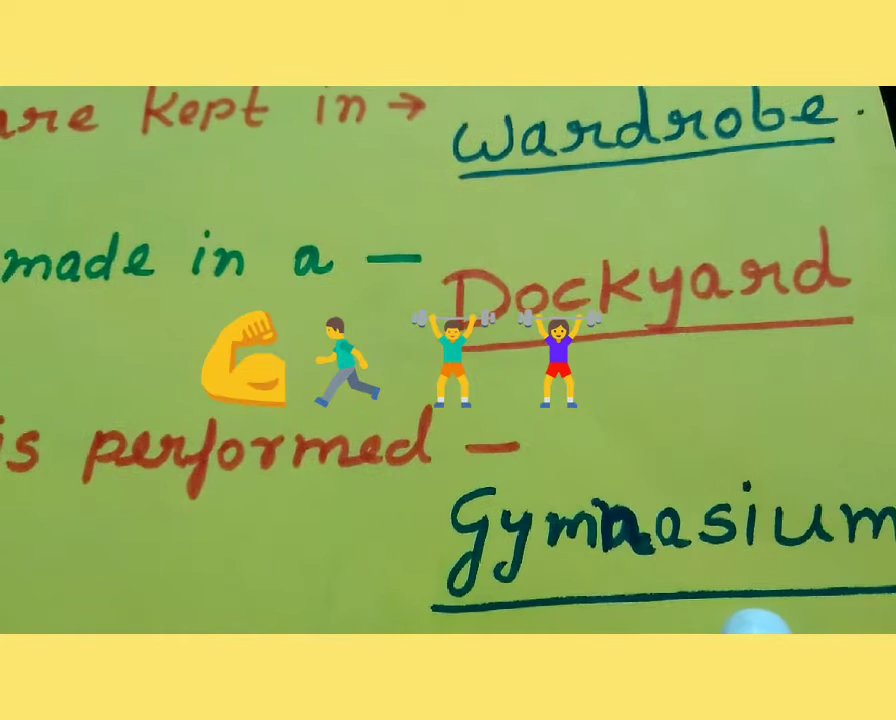 are kept in → Wardrobe.
made in a — Dockyard
is performed —
Gymnasium